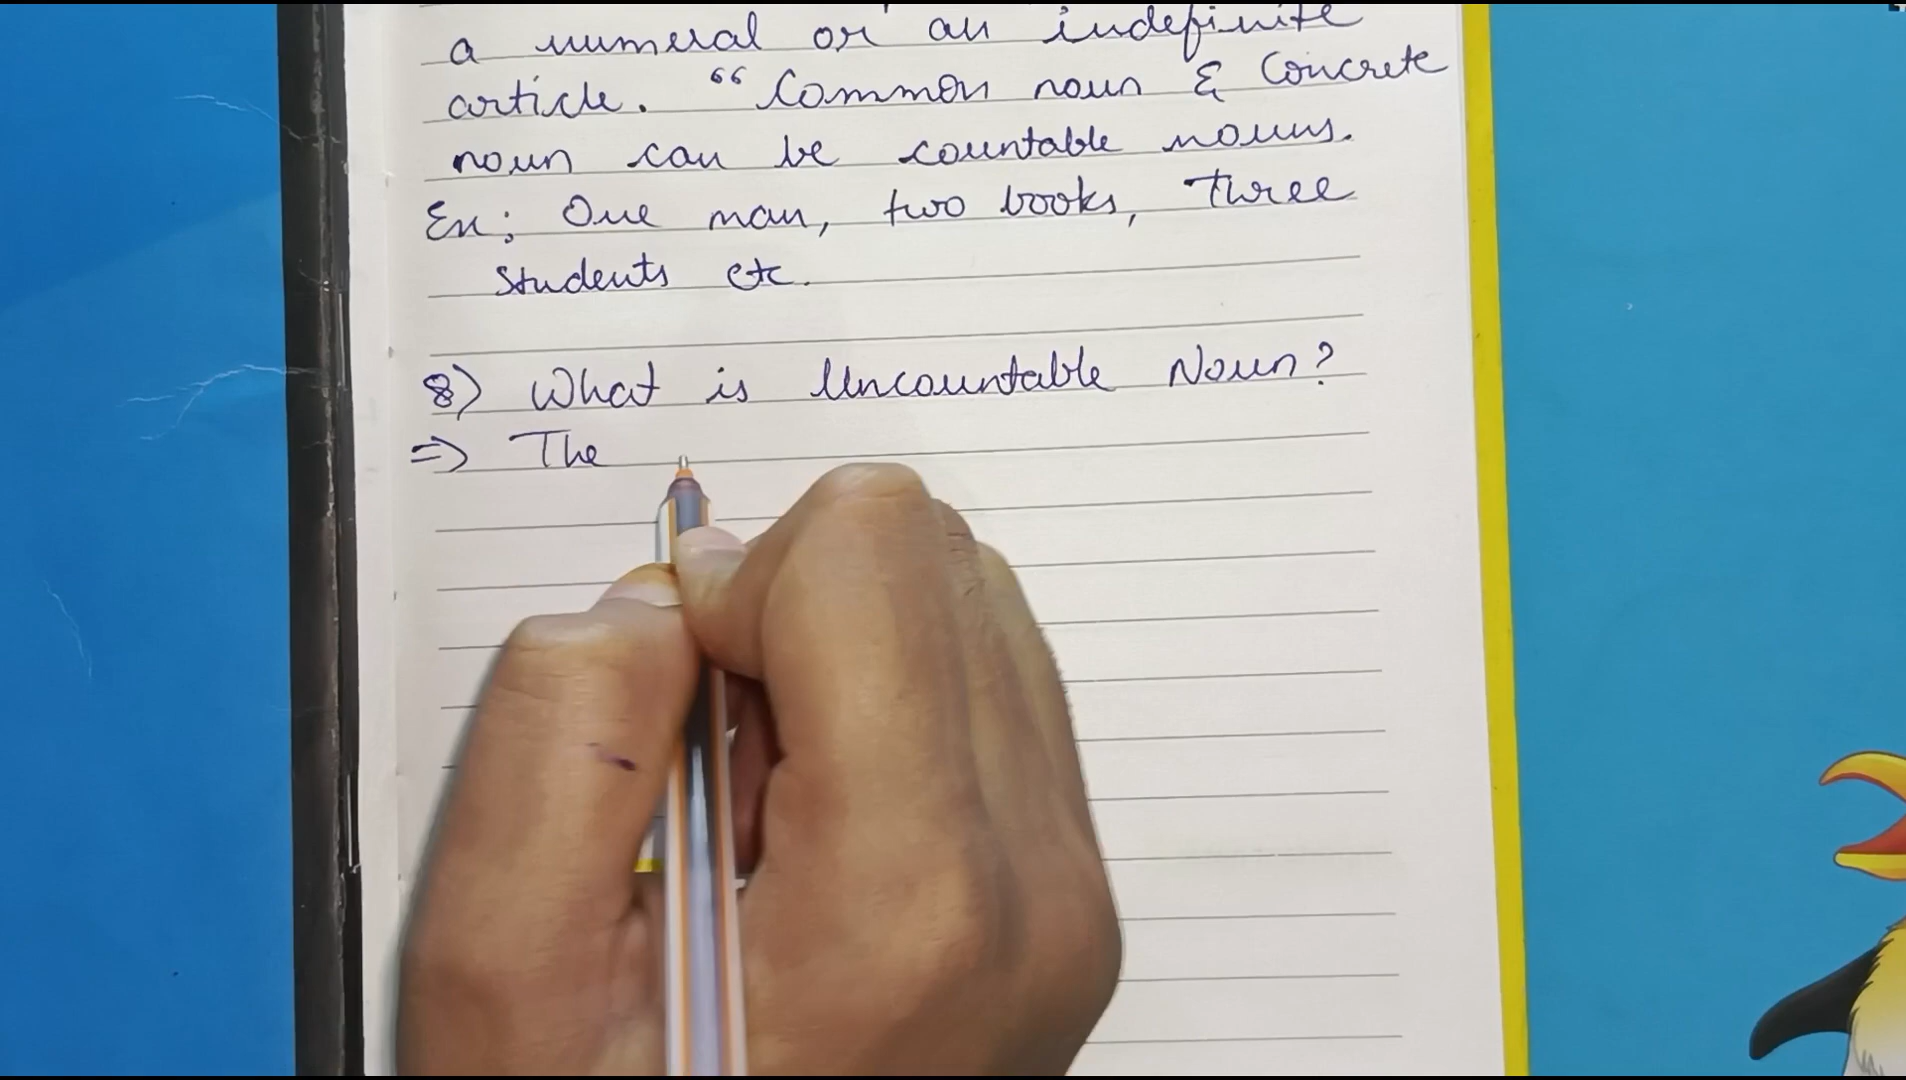 a numeral or an indefinite
article. “Common noun & Concrete
noun can be countable nouns.
Ex: One man, two books, Three
Students etc.
8) What is Uncountable Noun?
⇒ The